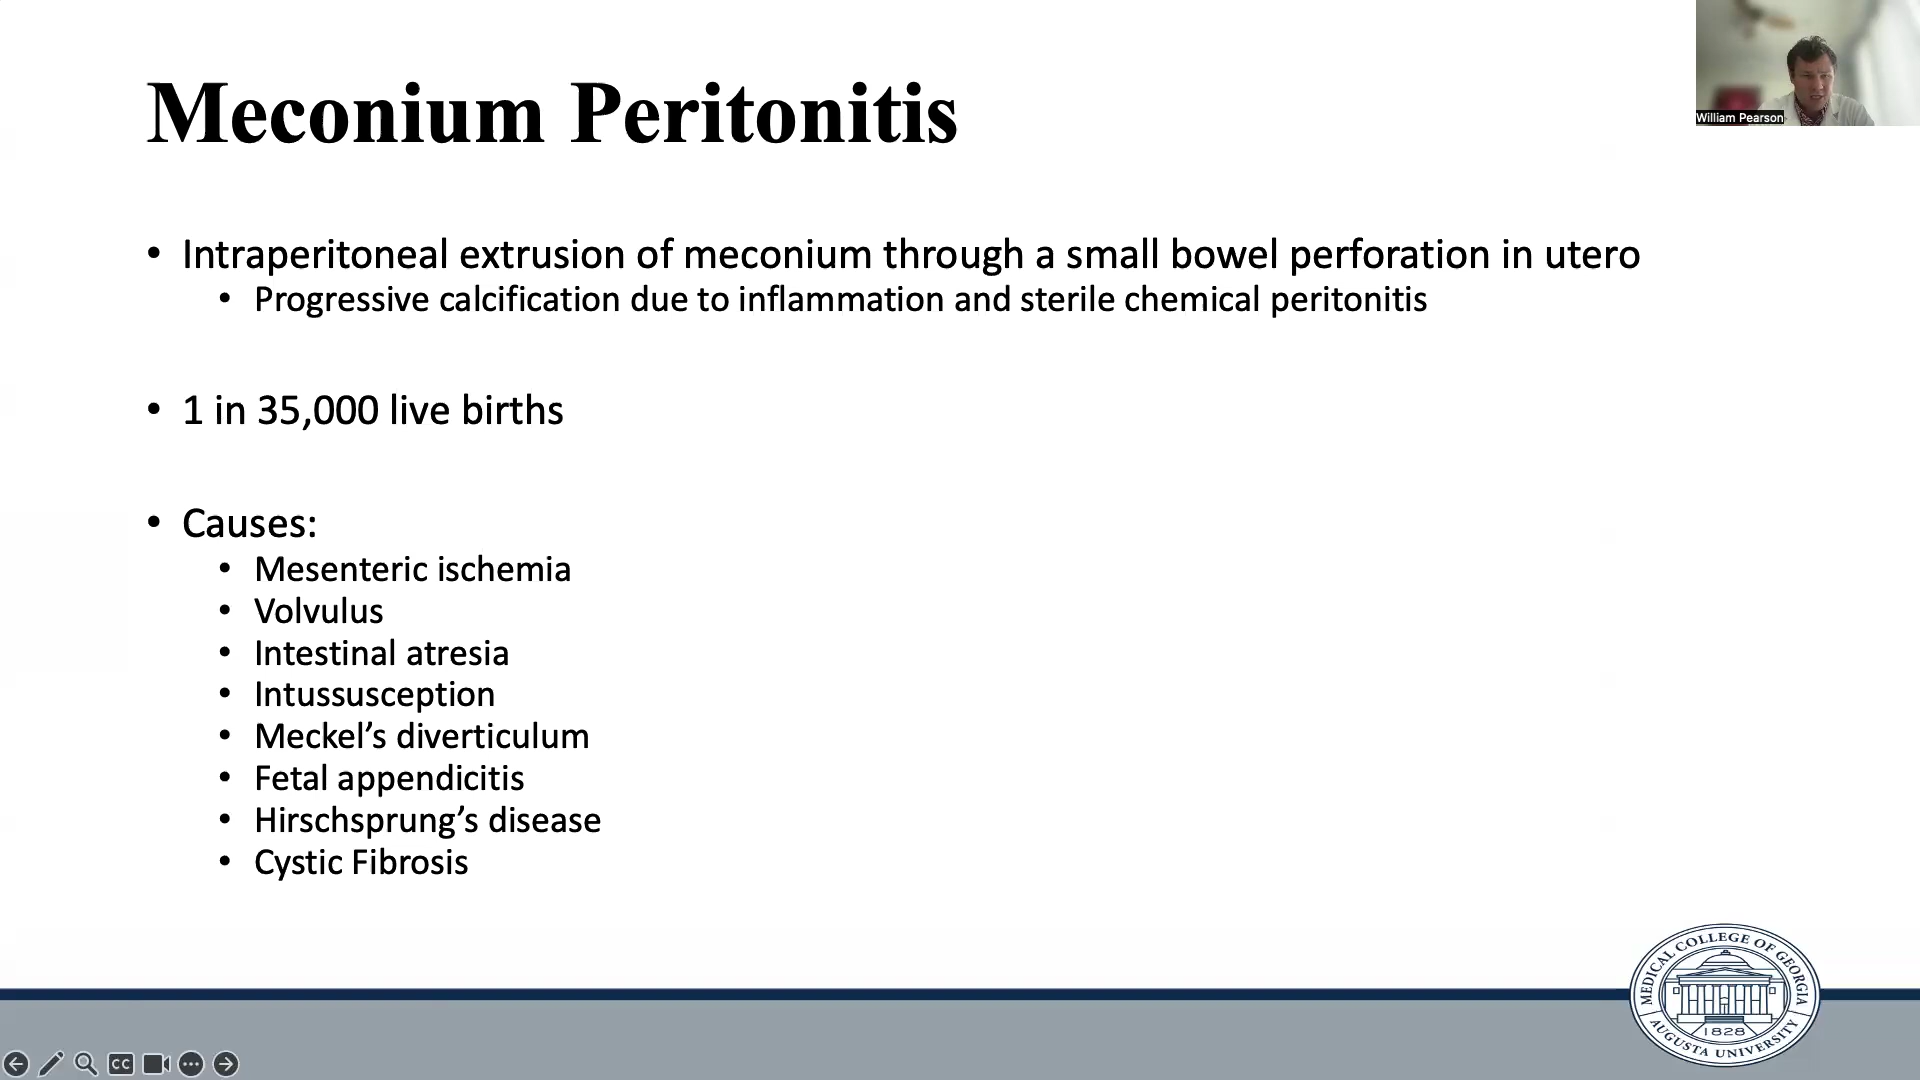 Meconium Peritonitis
William Pearson
• Intraperitoneal extrusion of meconium through a small bowel perforation in utero
• Progressive calcification due to inflammation and sterile chemical peritonitis
• 1 in 35,000 live births
• Causes:
• Mesenteric ischemia
• Volvulus
• Intestinal atresia
• Intussusception
• Meckel’s diverticulum
• Fetal appendicitis
• Hirschsprung’s disease
• Cystic Fibrosis
MEDICAL COLLEGE OF GEORGIA
1828
AUGUSTA UNIVERSITY
CC